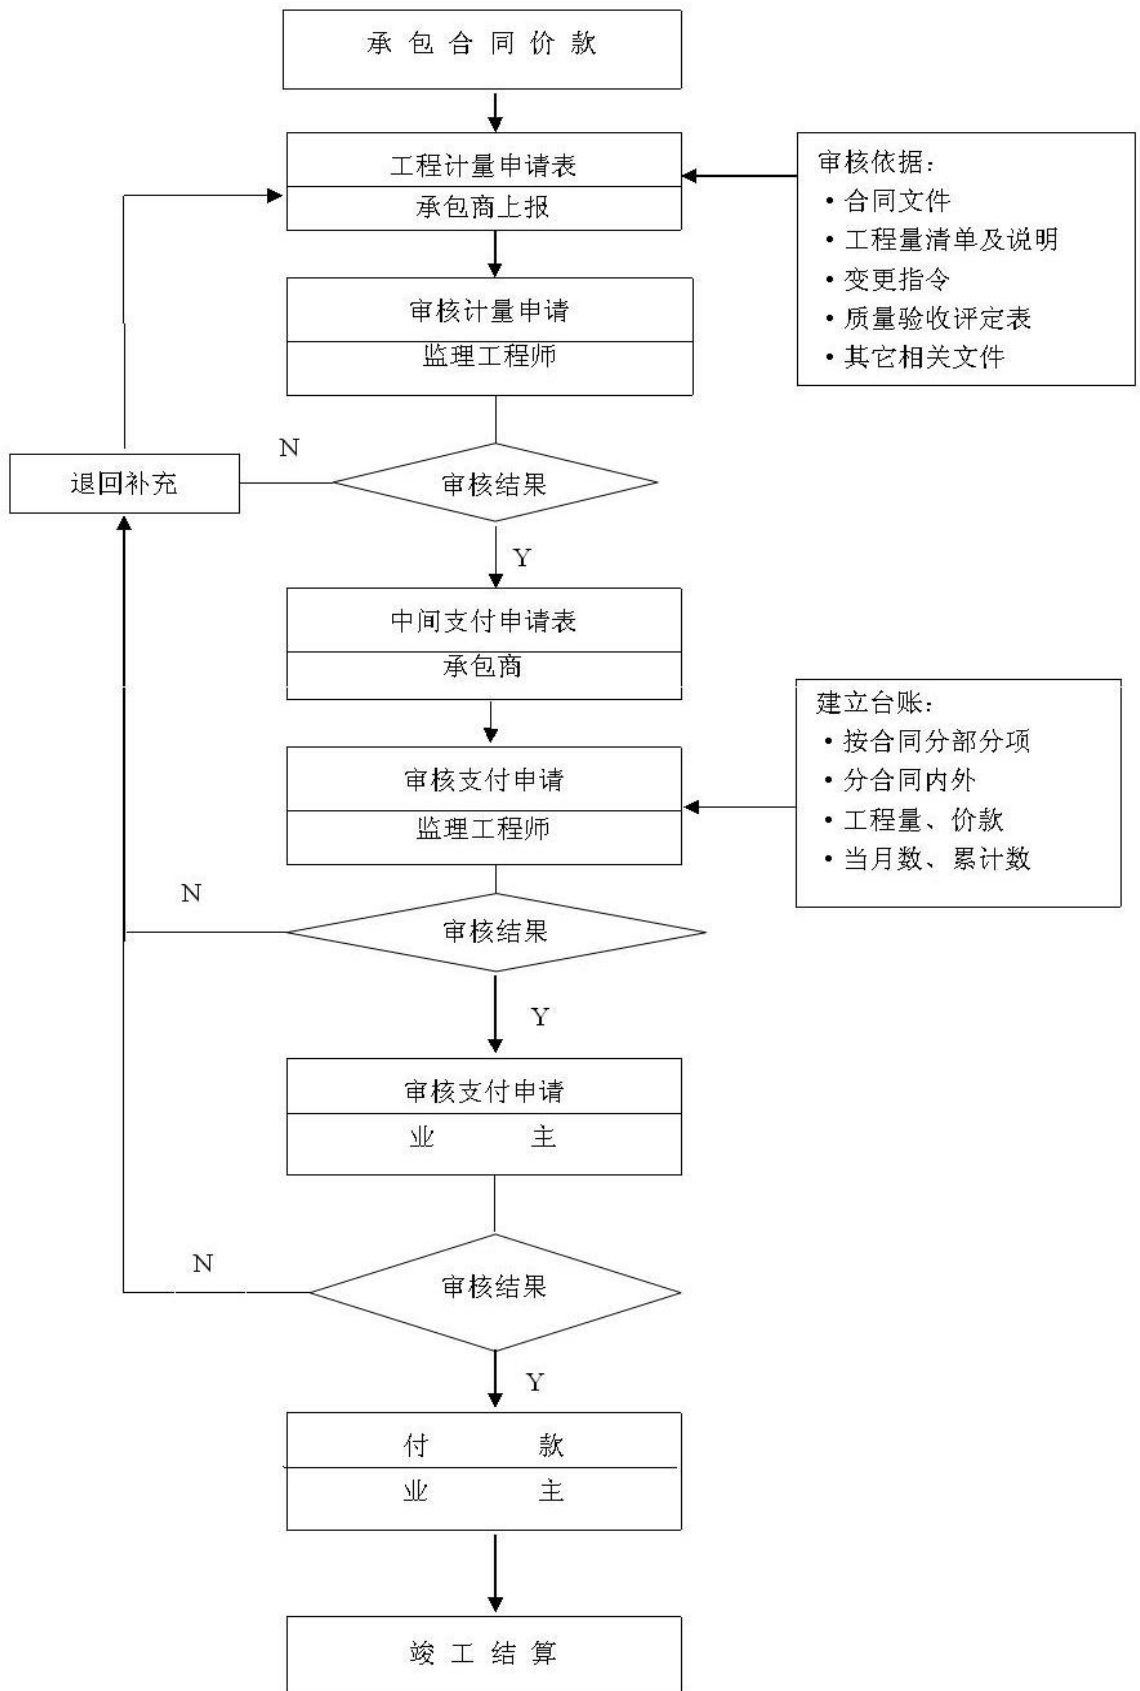 承 包 合 同 价 款
工程计量申请表
承包商上报
审核依据：
• 合同文件
• 工程量清单及说明
• 变更指令
• 质量验收评定表
• 其它相关文件
审核计量申请
监理工程师
N
退回补充
审核结果
Y
中间支付申请表
承包商
建立台账：
• 按合同分部分项
• 分合同内外
• 工程量、价款
• 当月数、累计数
审核支付申请
监理工程师
N
审核结果
Y
审核支付申请
业 主
N
审核结果
Y
付 款
业 主
竣 工 结 算